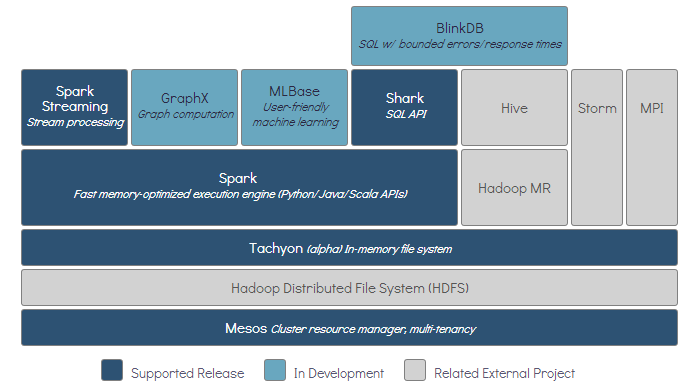 BlinkDB
SQL w/ bounded errors/response times
Spark
Streaming
Stream processing
GraphX
Graph computation
MLBase
User-friendly
machine learning
Shark
SQL API
Hive
Storm
MPI
Spark
Fast memory-optimized execution engine (Python/Java/Scala APIs)
Hadoop MR
Tachyon (alpha) In-memory file system
Hadoop Distributed File System (HDFS)
Mesos Cluster resource manager, multi-tenancy
Supported Release
In Development
Related External Project